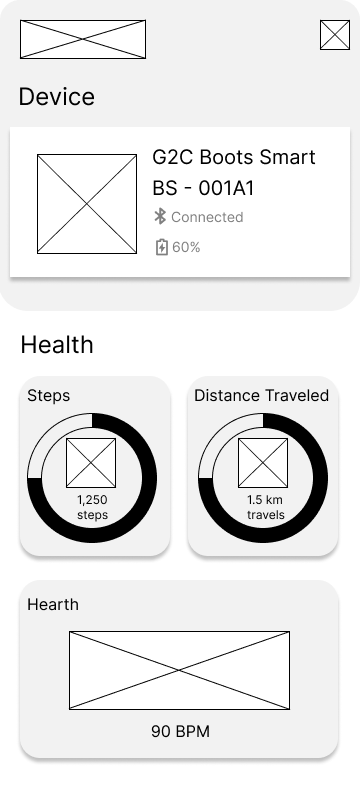 Device
G2C Boots Smart
BS - 001A1
Connected
60%
Health
Steps
1,250
steps
Distance Traveled
1.5 km
travels
Hearth
90 BPM